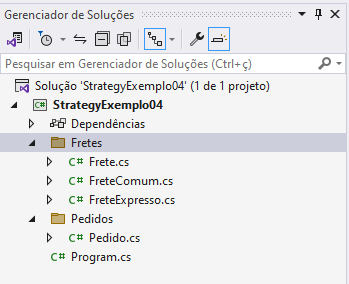 Gerenciador de Soluções
Pesquisar em Gerenciador de Soluções (Ctrl+ç)
Solução 'StrategyExemplo04' (1 de 1 projeto)
C# StrategyExemplo04
Dependências
Fretes
C# Frete.cs
C# FreteComum.cs
C# FreteExpresso.cs
Pedidos
C# Pedido.cs
C# Program.cs